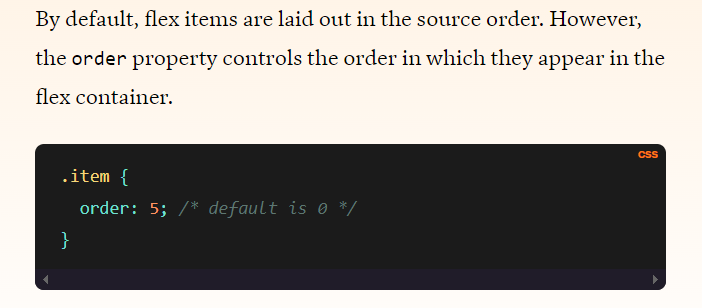 By default, flex items are laid out in the source order. However,
the order property controls the order in which they appear in the
flex container.
CSS
.item {
  order: 5; /* default is 0 */
}